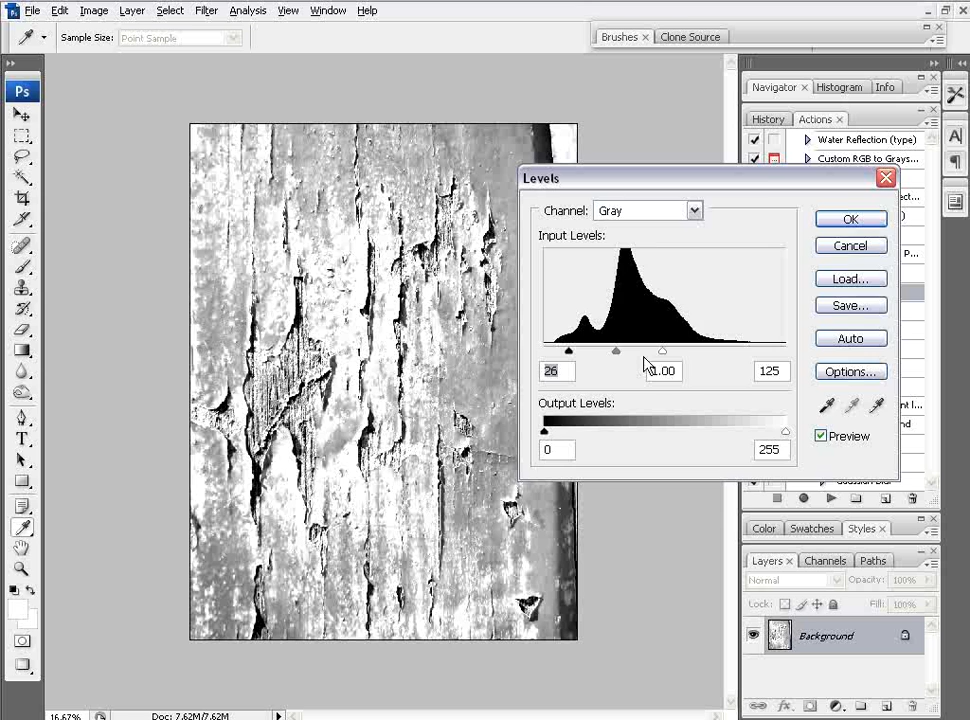 File Edit Image Layer Select Filter Analysis View Window Help
Sample Size: Point Sample
Brushes x Clone Source
Ps
Navigator x Histogram Info
History Actions x
Water Reflection (type)
Custom RGB to Grays...
Levels
Channel: Gray
OK
Input Levels:
Cancel
Load...
Save...
Auto
26 1.00 125
Options...
Output Levels:
Preview
0 255
Color Swatches Styles x
Layers x Channels Paths
Normal Opacity: 100%
Lock: Fill: 100%
Background
16.67% Doc: 7.62M/7.62M